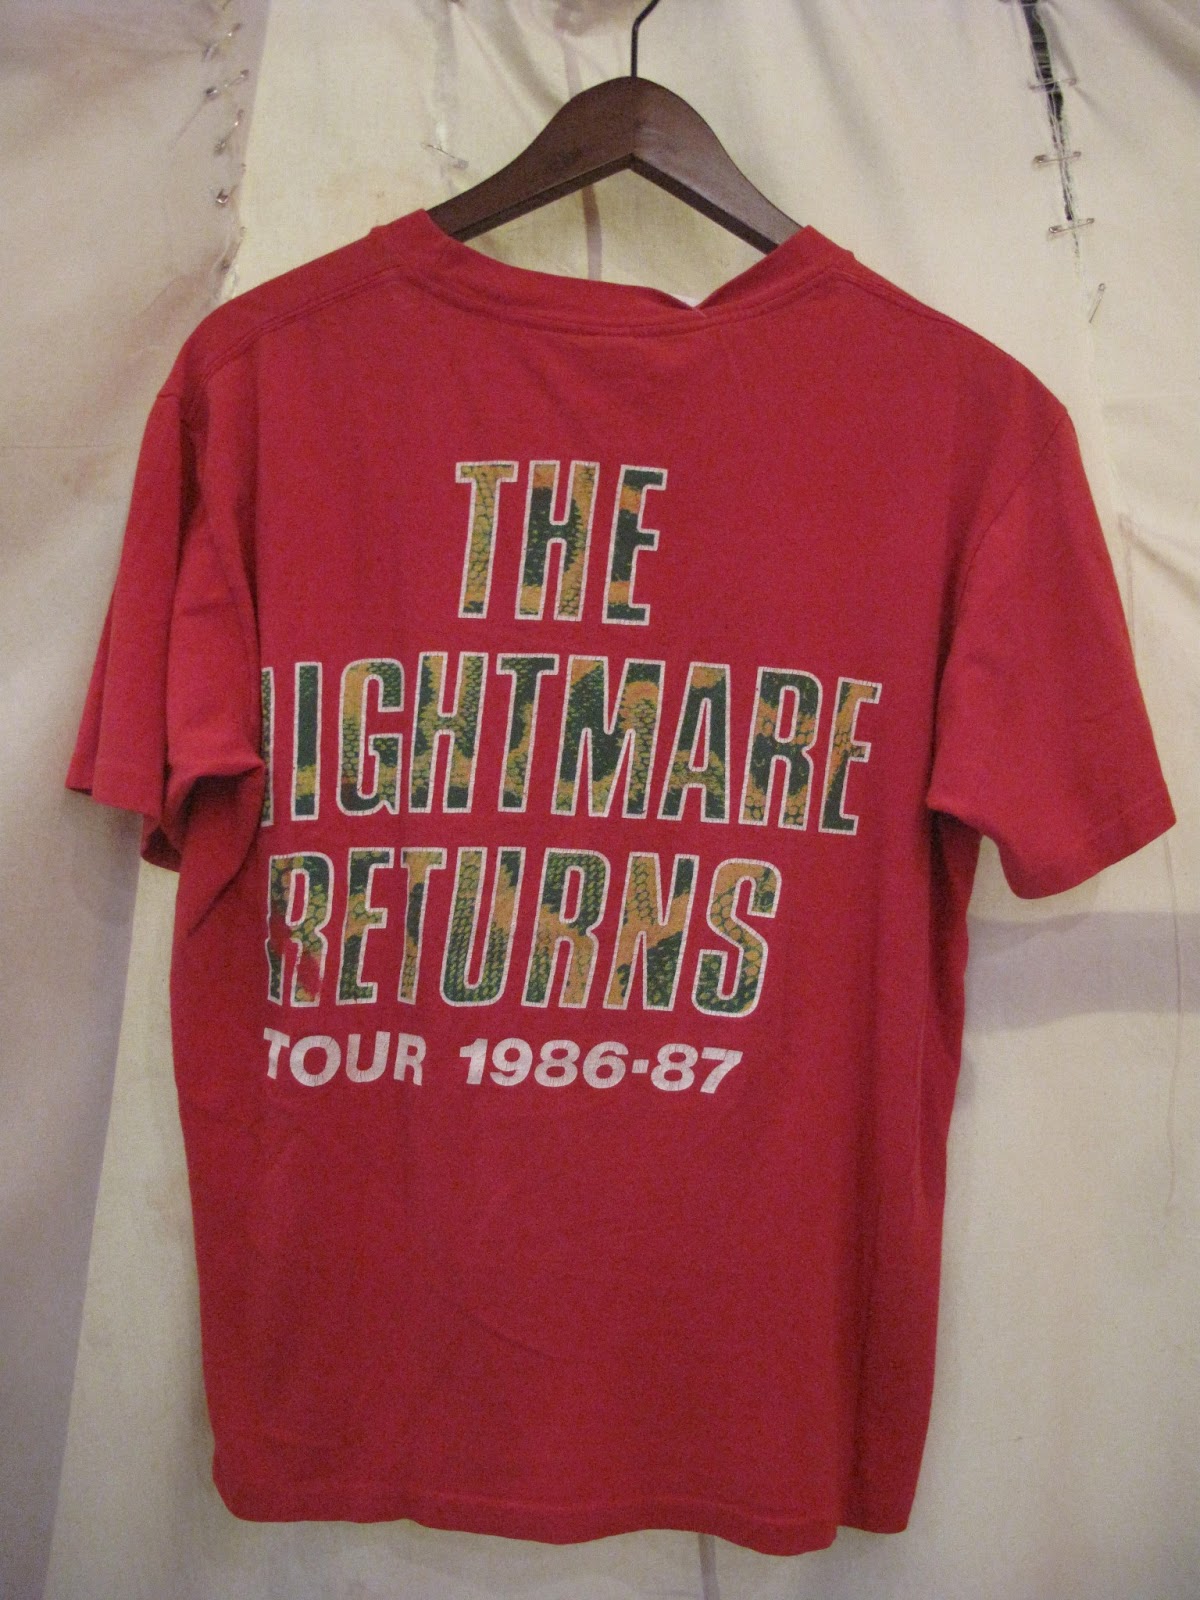 THE
NIGHTMARE
RETURNS
TOUR 1986-87